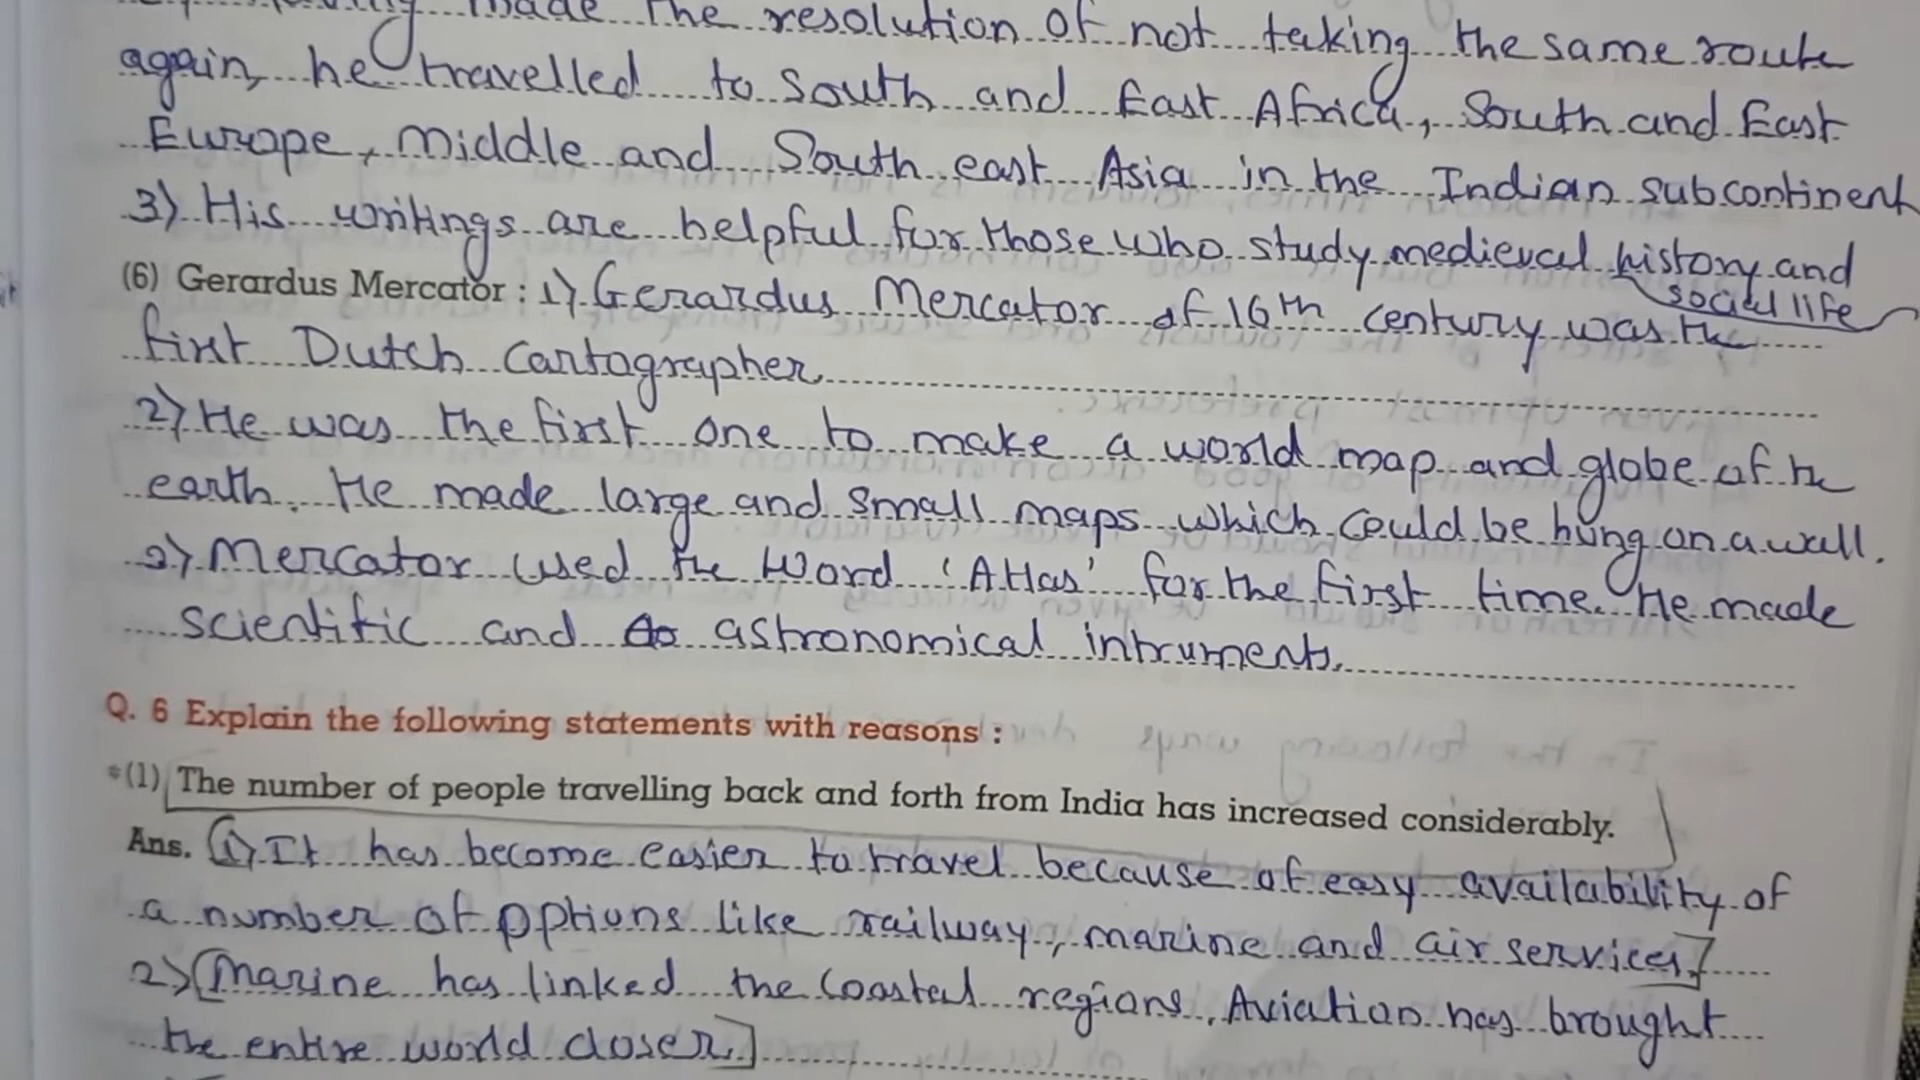 made the resolution of not taking the same route
again, he travelled to South and East Africa, South and East
Europe, Middle and South east Asia in the Indian subcontinent
3) His writings are helpful for those who study medieval history and
social life
(6) Gerardus Mercator : 1) Gerardus Mercator of 16th century was the
first Dutch Cartographer.
2) He was the first one to make a world map and globe of the
earth. He made large and small maps which could be hung on a wall.
3) Mercator used the word 'Atlas' for the first time. He made
scientific and astronomical intruments.
Q. 6 Explain the following statements with reasons :
*(1) The number of people travelling back and forth from India has increased considerably.
Ans. (1) It has become easier to travel because of easy availability of
a number of options like railway, marine and air services]
2) (Marine has linked the coastal regions. Aviation has brought
the entire world closer.]